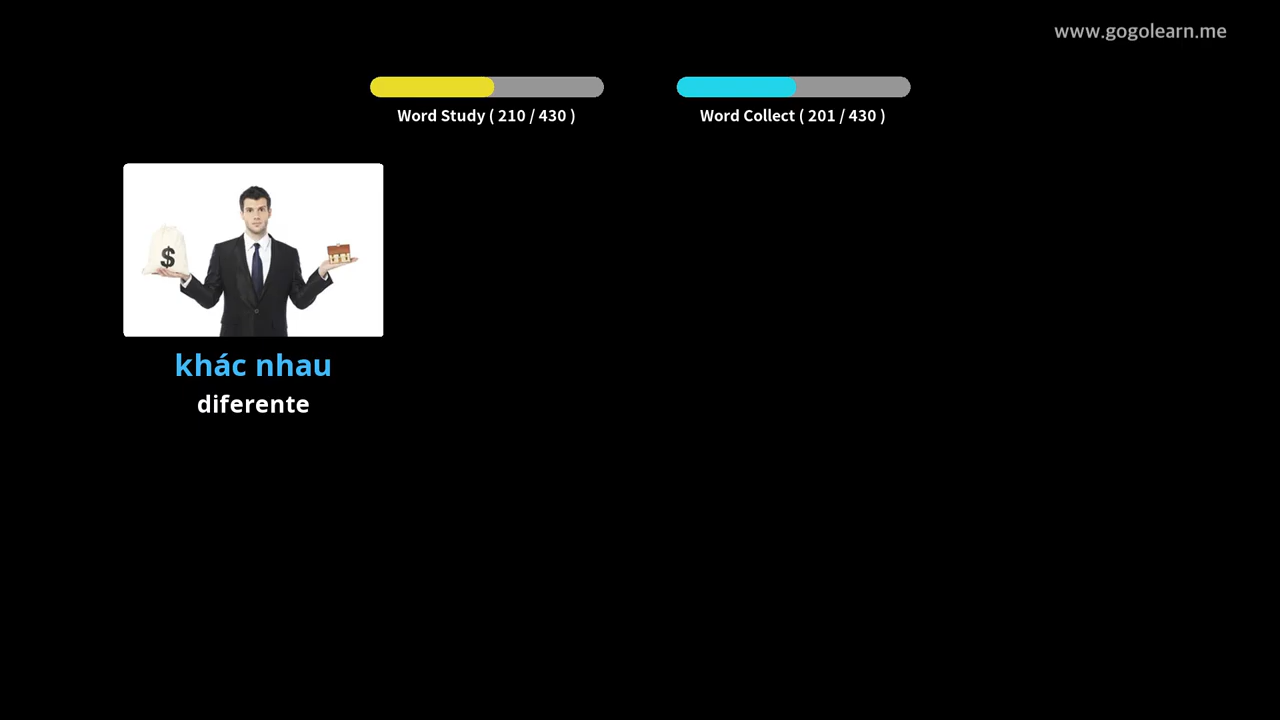 www.gogolearn.me
Word Study ( 210 / 430 )
Word Collect ( 201 / 430 )
$
khác nhau
diferente